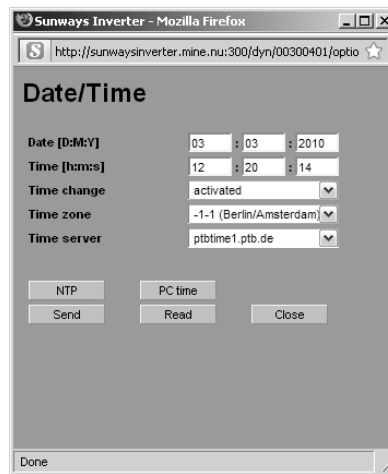 Sunways Inverter - Mozilla Firefox
S http://sunwaysinverter.mine.nu:300/dyn/00300401/optio
Date/Time
Date [D:M:Y] 03 : 03 : 2010
Time [h:m:s] 12 : 20 : 14
Time change activated
Time zone -1-1 (Berlin/Amsterdam)
Time server ptbtime1.ptb.de
NTP PC time
Send Read Close
Done